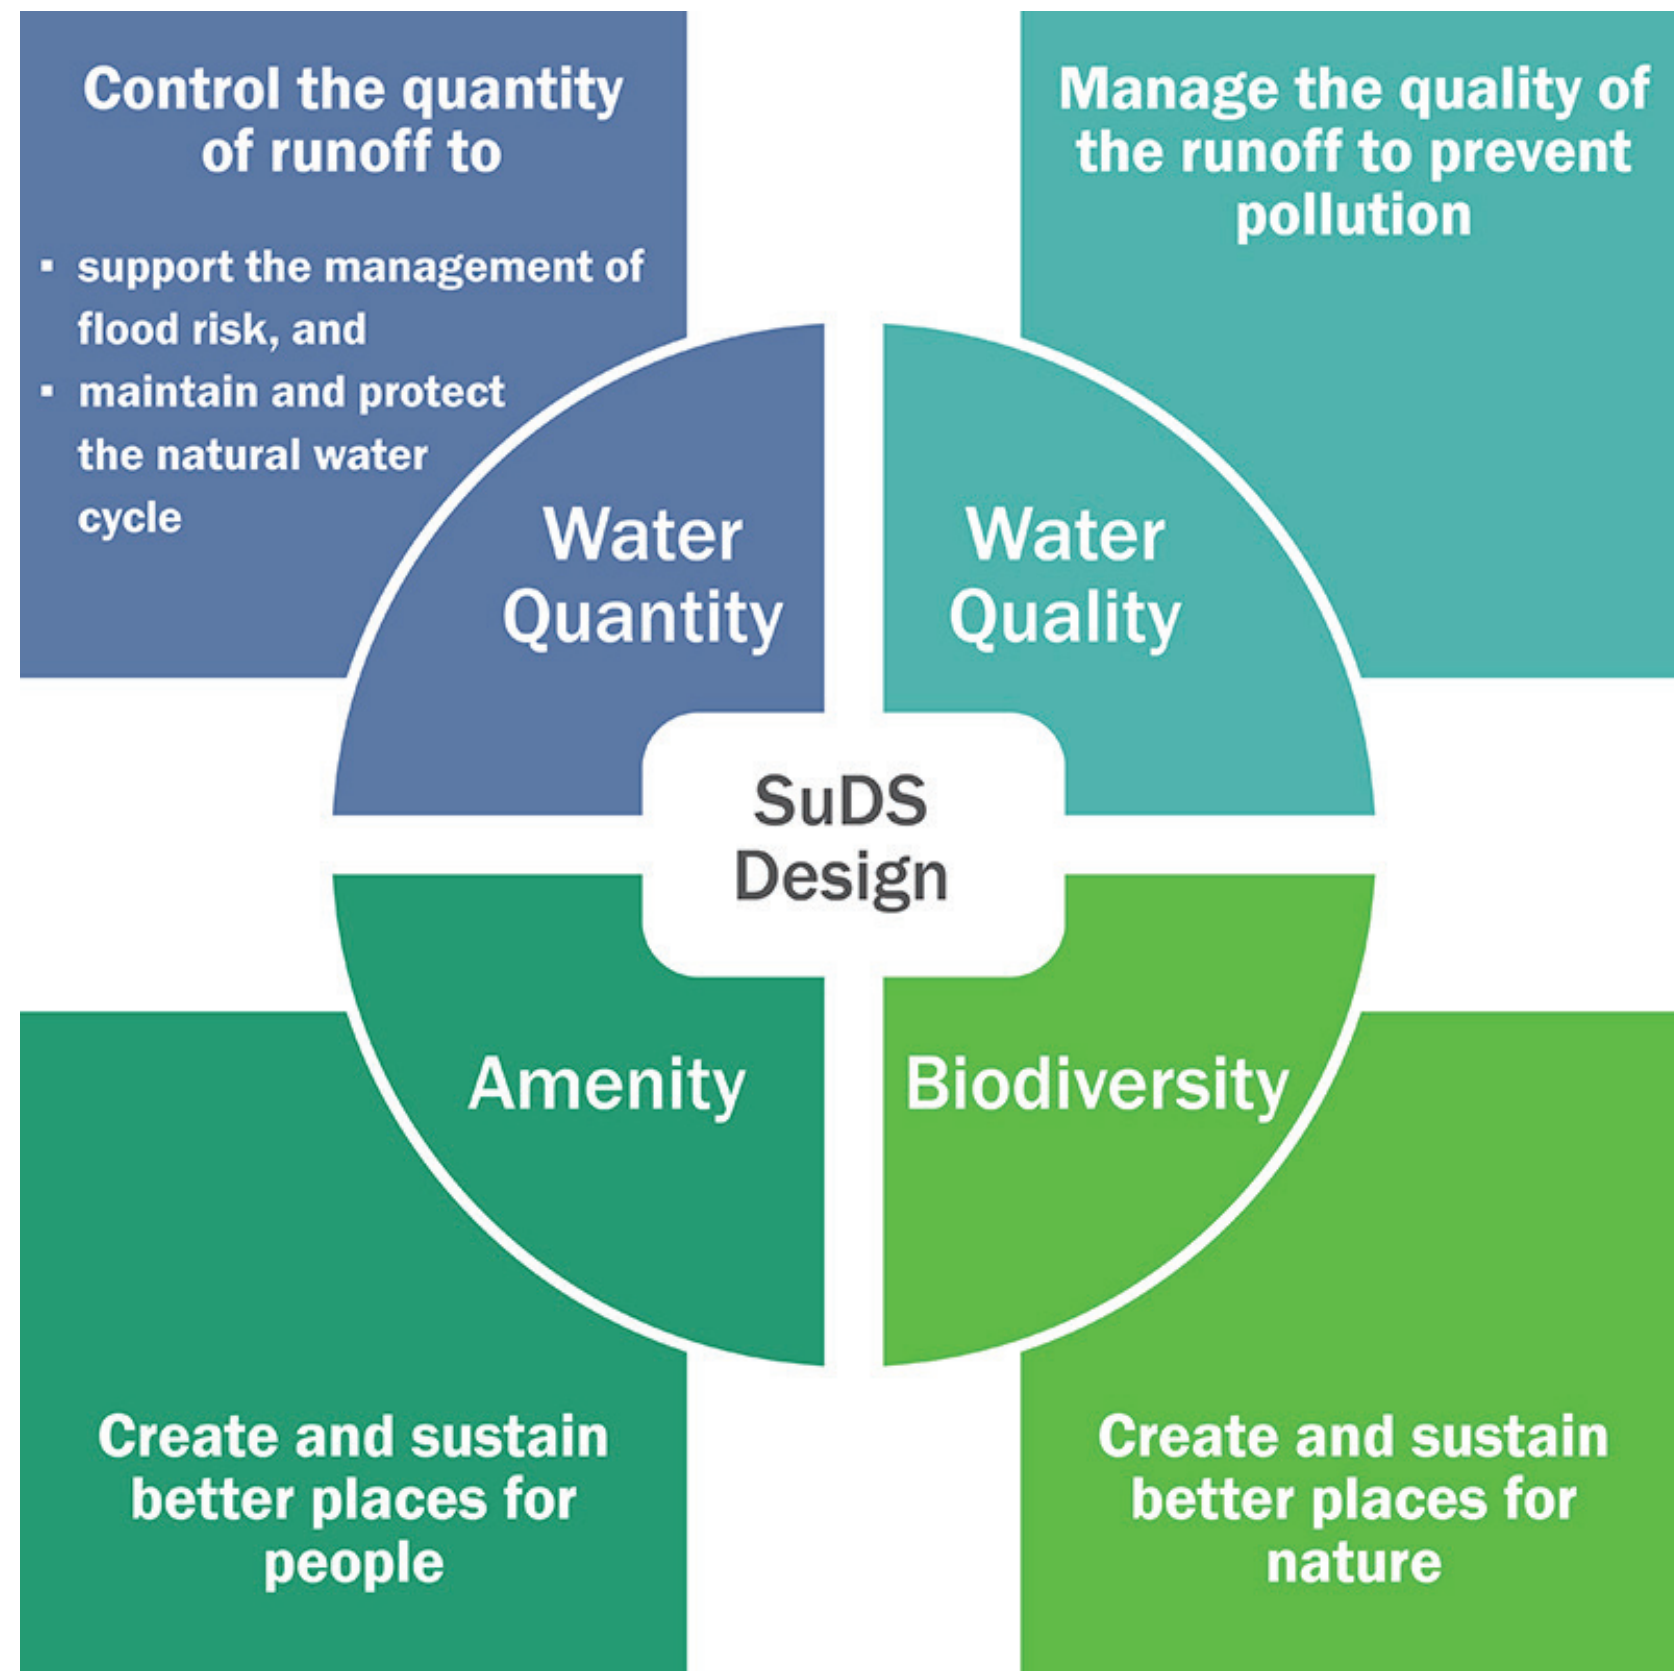 Control the quantity
of runoff to
▪ support the management of
flood risk, and
▪ maintain and protect
the natural water
cycle
Manage the quality of
the runoff to prevent
pollution
Water
Quantity
Water
Quality
SuDS
Design
Amenity
Biodiversity
Create and sustain
better places for
people
Create and sustain
better places for
nature